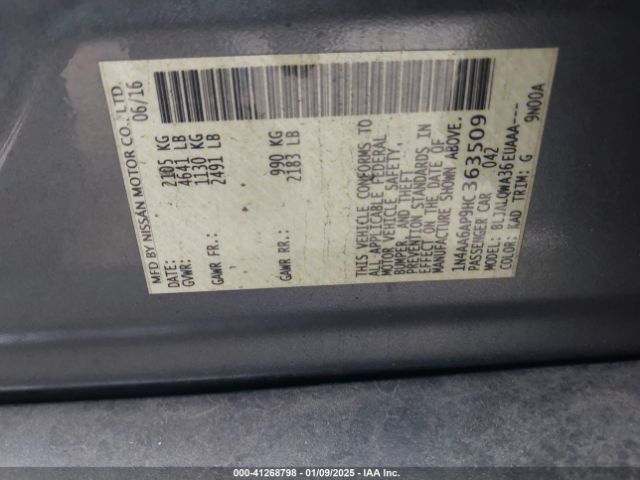 MFD BY NISSAN MOTOR CO., LTD.
DATE: 06/16
GVWR: 2105 KG
4641 LB
GAWR FR: 1130 KG
2491 LB
GAWR RR: 990 KG
2183 LB
THIS VEHICLE CONFORMS TO
ALL APPLICABLE FEDERAL
MOTOR VEHICLE SAFETY,
BUMPER, AND THEFT
PREVENTION STANDARDS IN
EFFECT ON THE DATE OF
MANUFACTURE SHOWN ABOVE.
1N4AA6AP9HC363509
PASSENGER CAR 042
MODEL: BLJALQWA36EUAAA----
COLOR: KAD TRIM: G 9N00A
000-41268798 - 01/09/2025 - IAA Inc.